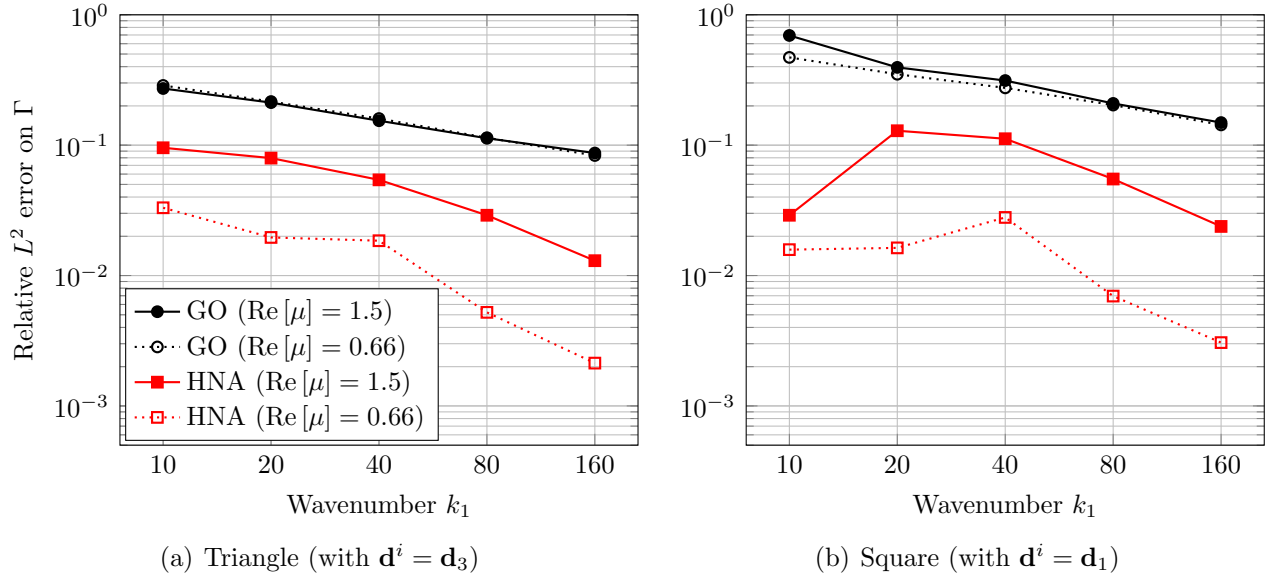 10^0
10^{-1}
10^{-2}
10^{-3}
Relative L^2 error on Γ
GO (Re [μ] = 1.5)
GO (Re [μ] = 0.66)
HNA (Re [μ] = 1.5)
HNA (Re [μ] = 0.66)
10 20 40 80 160
Wavenumber k_1
(a) Triangle (with d^i = d_3)
10^0
10^{-1}
10^{-2}
10^{-3}
10 20 40 80 160
Wavenumber k_1
(b) Square (with d^i = d_1)